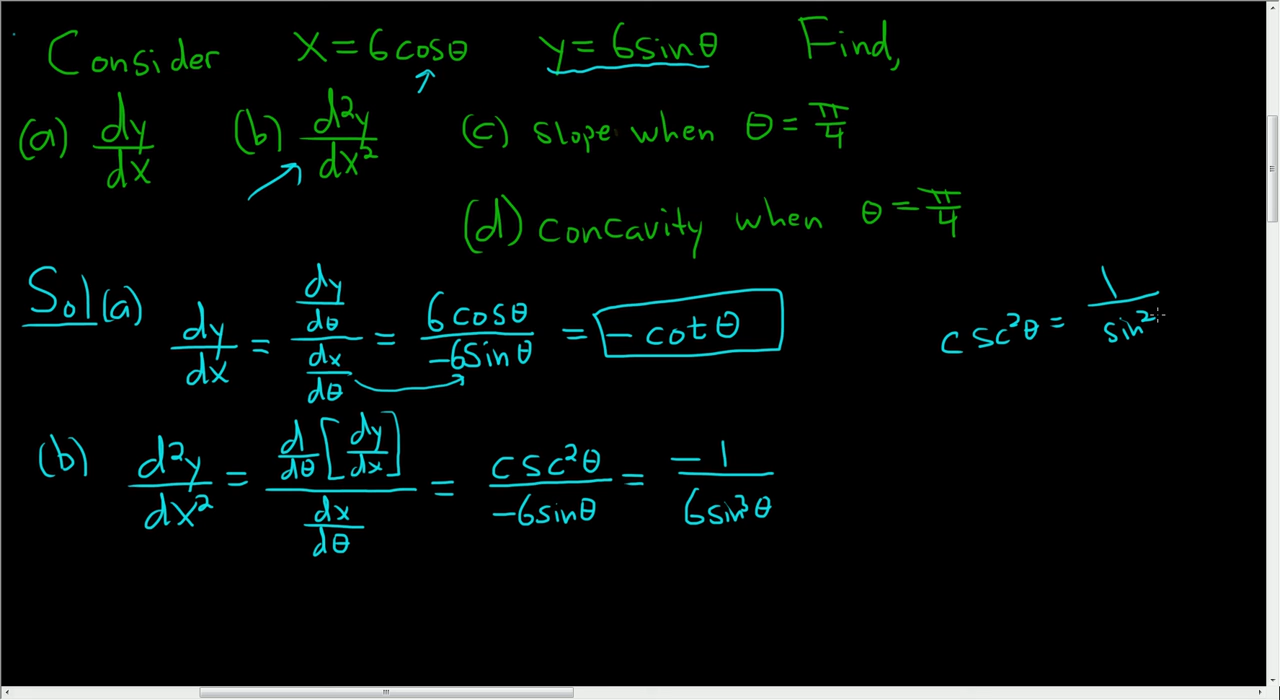 Consider x = 6cosθ y = 6sinθ Find,
(a) dy/dx (b) d²y/dx² (c) slope when θ = π/4
(d) concavity when θ = π/4
Sol (a) dy/dx = (dy/dθ)/(dx/dθ) = 6cosθ/-6sinθ = -cotθ
csc²θ = 1/sin²
(b) d²y/dx² = (d/dθ[dy/dx])/(dx/dθ) = csc²θ/-6sinθ = -1/6sin³θ